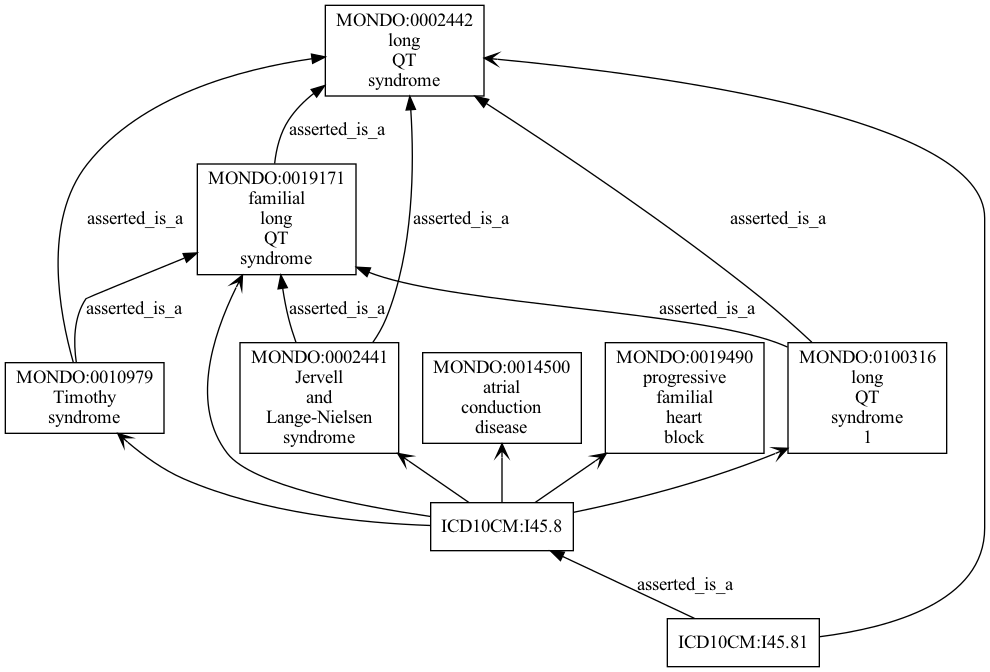 MONDO:0002442
long
QT
syndrome
asserted_is_a
MONDO:0019171
familial
long
QT
syndrome
asserted_is_a
asserted_is_a
asserted_is_a
asserted_is_a
asserted_is_a
asserted_is_a
MONDO:0010979
Timothy
syndrome
MONDO:0002441
Jervell
and
Lange-Nielsen
syndrome
MONDO:0014500
atrial
conduction
disease
MONDO:0019490
progressive
familial
heart
block
MONDO:0100316
long
QT
syndrome
1
ICD10CM:I45.8
asserted_is_a
ICD10CM:I45.81